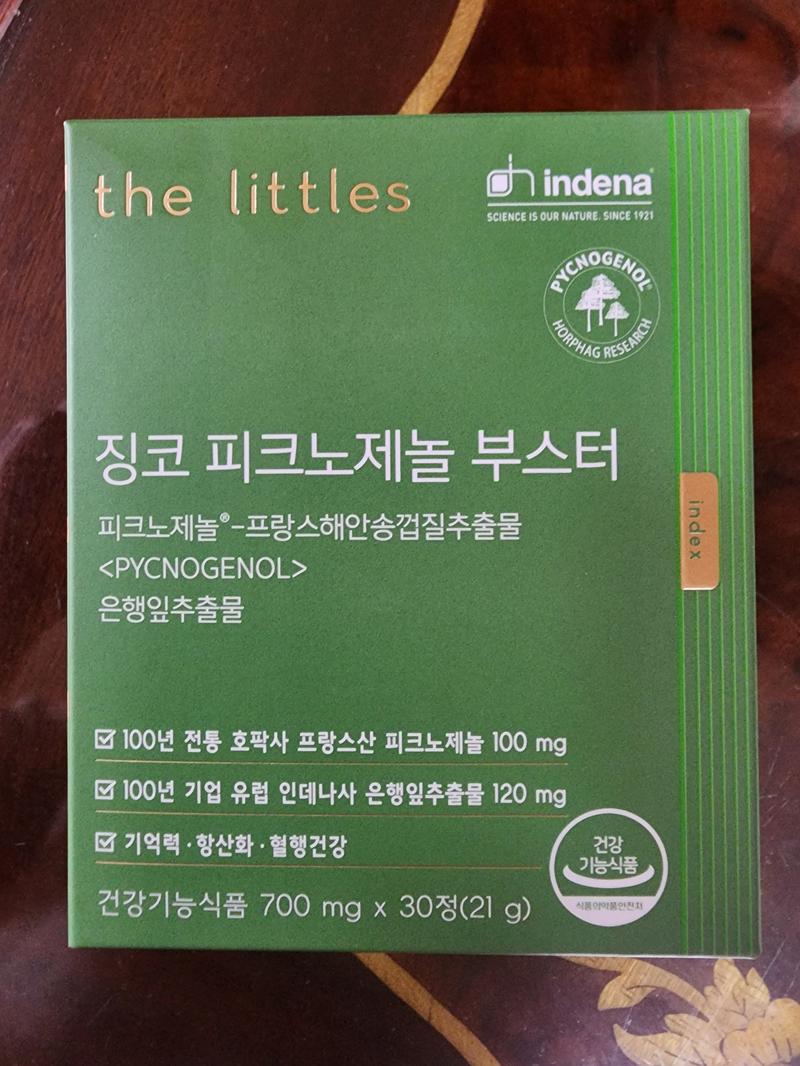 the littles
indena
SCIENCE IS OUR NATURE. SINCE 1921
PYCNOGENOL®
HORPHAG RESEARCH
징코 피크노제놀 부스터
피크노제놀®-프랑스해안송껍질추출물
<PYCNOGENOL>
은행잎추출물
index
100년 전통 호팍사 프랑스산 피크노제놀 100 mg
100년 기업 유럽 인데나사 은행잎추출물 120 mg
기억력·항산화·혈행건강
건강
기능식품
식품의약품안전처
건강기능식품 700 mg x 30정(21 g)